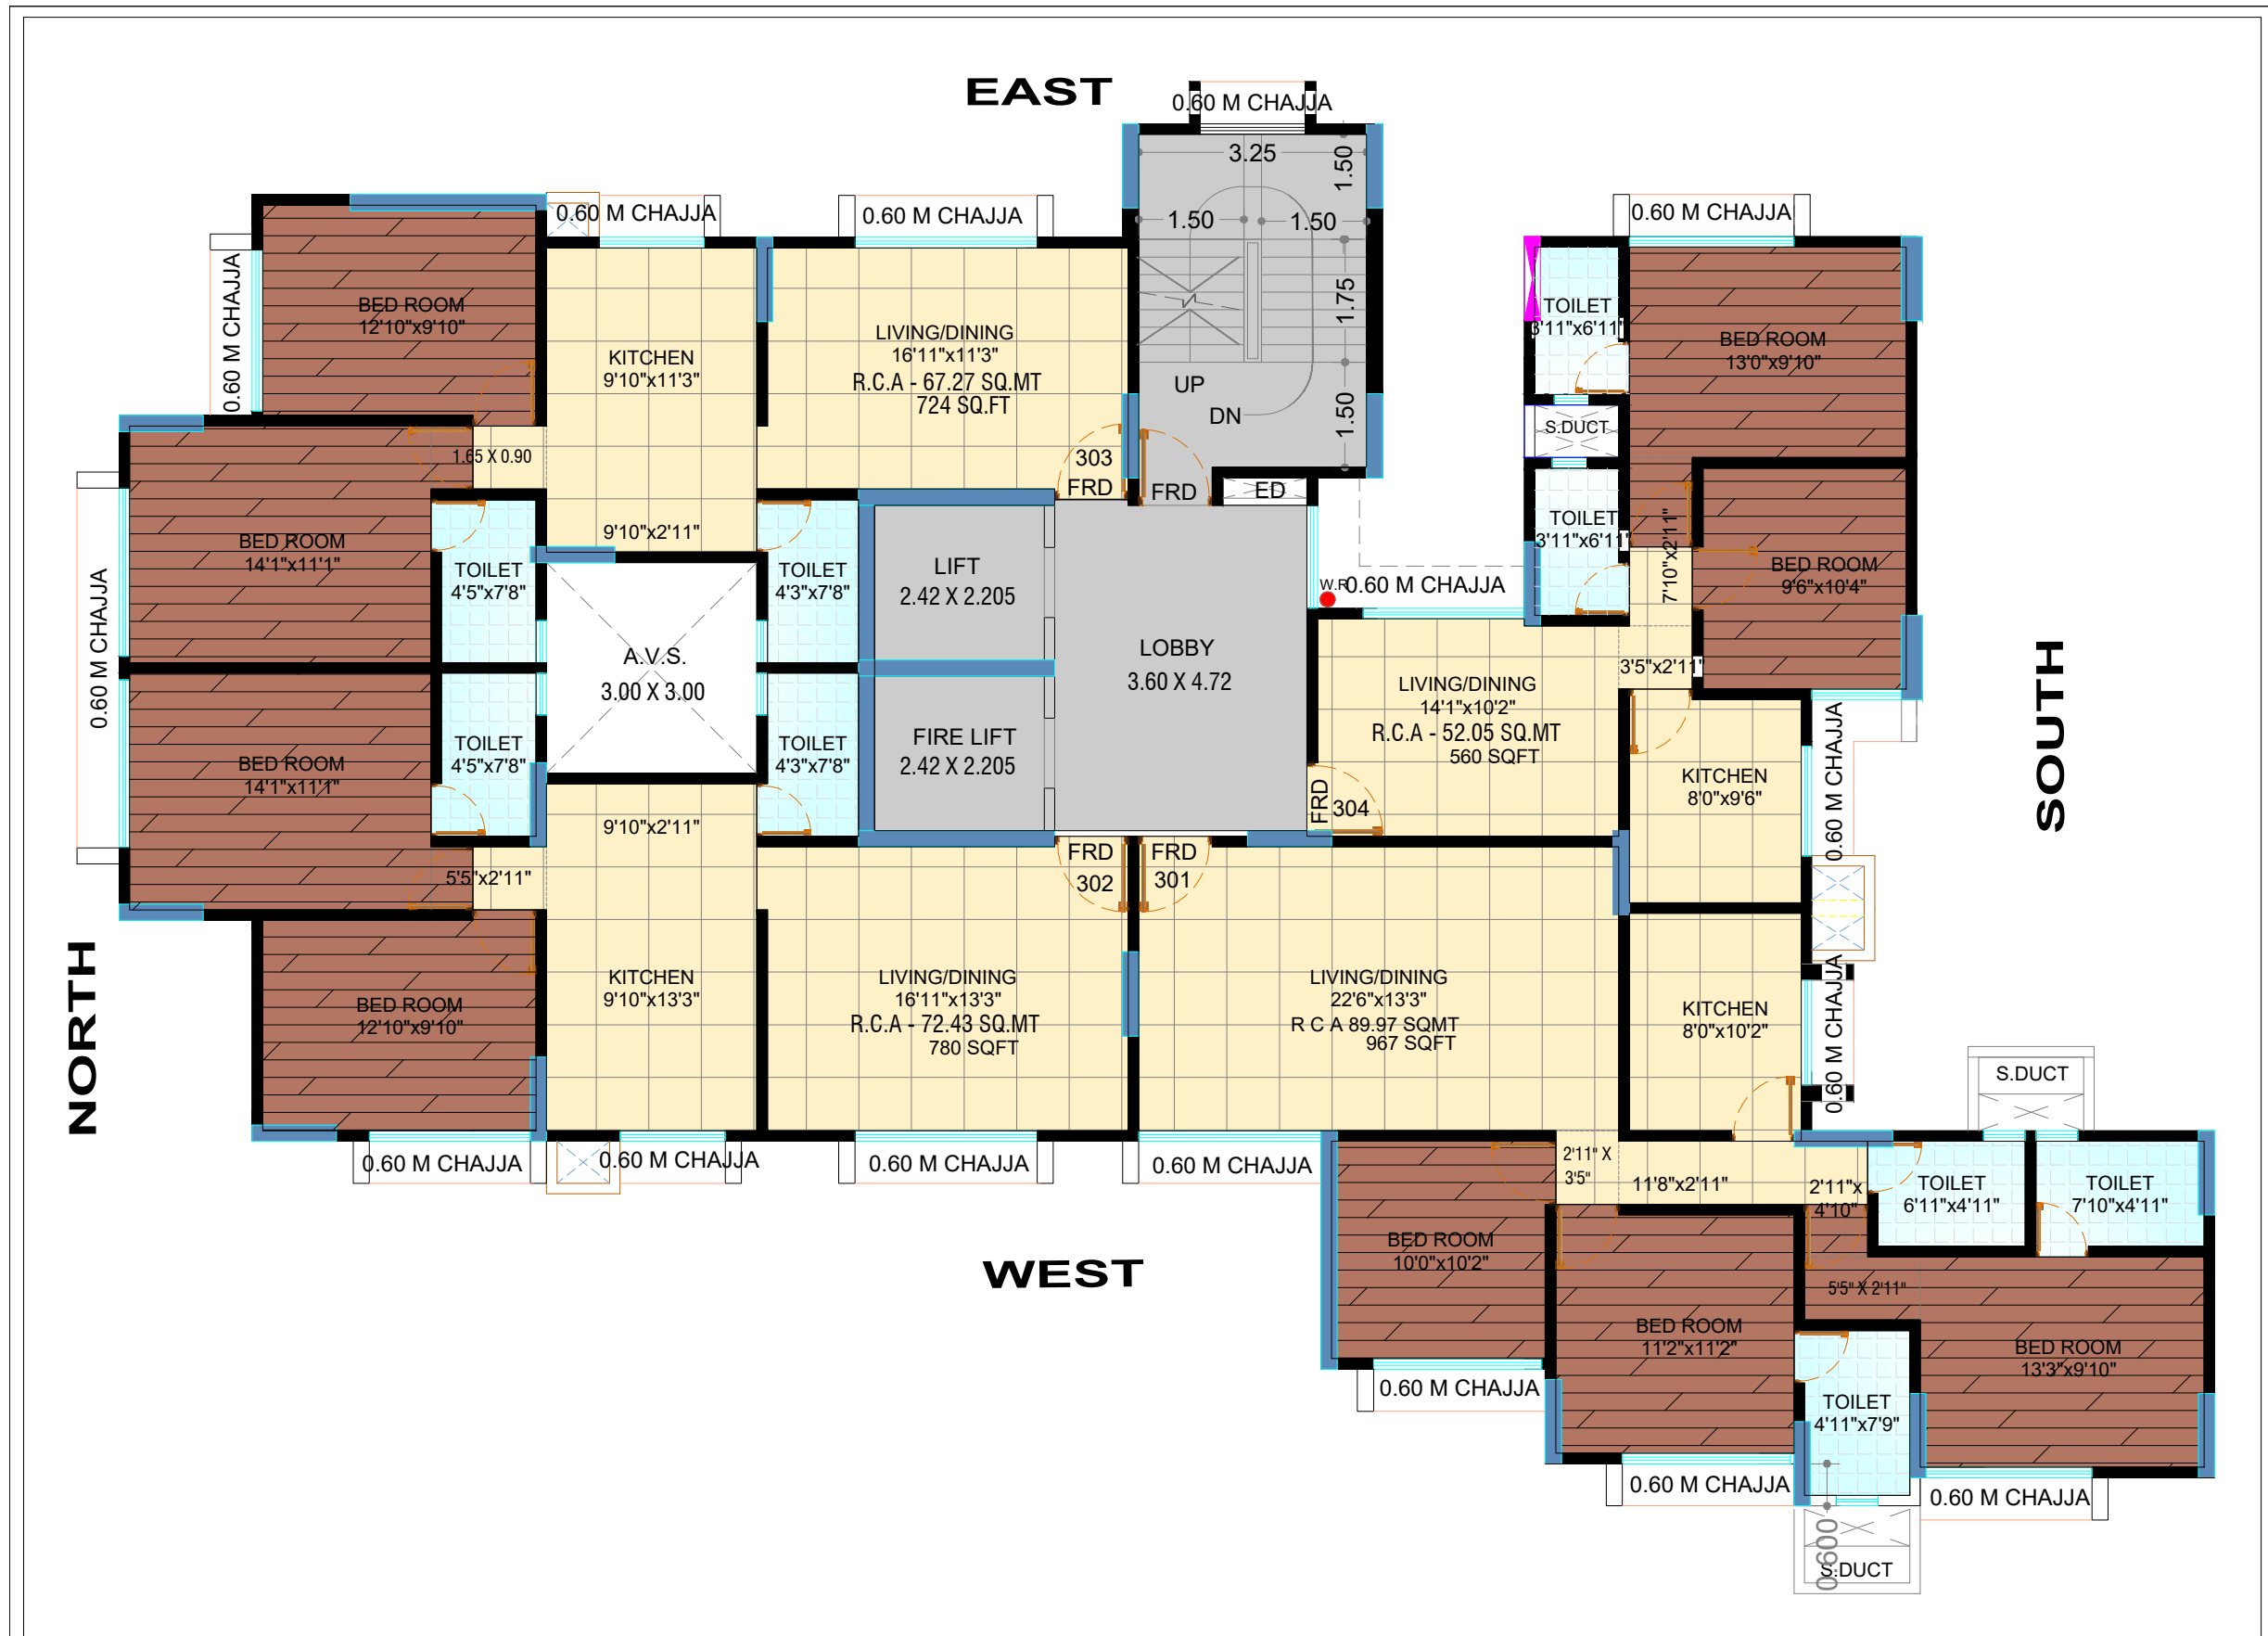 EAST
0.60 M CHAJJA
3.25
1.50
1.50
1.50
1.75
1.50
UP
DN
0.60 M CHAJJA
0.60 M CHAJJA
0.60 M CHAJJA
0.60 M CHAJJA
BED ROOM
12'10"x9'10"
KITCHEN
9'10"x11'3"
LIVING/DINING
16'11"x11'3"
R.C.A - 67.27 SQ.MT
724 SQ.FT
303
FRD
FRD
ED
TOILET
3'11"x6'11"
S.DUCT
BED ROOM
13'0"x9'10"
1.65 X 0.90
BED ROOM
14'1"x11'1"
9'10"x2'11"
TOILET
4'5"x7'8"
TOILET
4'3"x7'8"
LIFT
2.42 X 2.205
LOBBY
3.60 X 4.72
W.R
0.60 M CHAJJA
TOILET
3'11"x6'11"
7'10"x2'11"
BED ROOM
9'6"x10'4"
0.60 M CHAJJA
A.V.S.
3.00 X 3.00
3'5"x2'11"
LIVING/DINING
14'1"x10'2"
R.C.A - 52.05 SQ.MT
560 SQFT
FRD
304
SOUTH
BED ROOM
14'1"x11'1"
TOILET
4'5"x7'8"
TOILET
4'3"x7'8"
FIRE LIFT
2.42 X 2.205
KITCHEN
8'0"x9'6"
0.60 M CHAJJA
9'10"x2'11"
5'5"x2'11"
FRD
302
FRD
301
NORTH
BED ROOM
12'10"x9'10"
KITCHEN
9'10"x13'3"
LIVING/DINING
16'11"x13'3"
R.C.A - 72.43 SQ.MT
780 SQFT
LIVING/DINING
22'6"x13'3"
R C A 89.97 SQMT
967 SQFT
KITCHEN
8'0"x10'2"
0.60 M CHAJJA
S.DUCT
0.60 M CHAJJA
0.60 M CHAJJA
0.60 M CHAJJA
0.60 M CHAJJA
2'11" X
3'5"
11'8"x2'11"
2'11"x
4'10"
TOILET
6'11"x4'11"
TOILET
7'10"x4'11"
WEST
BED ROOM
10'0"x10'2"
5'5" X 2'11"
BED ROOM
11'2"x11'2"
BED ROOM
13'3"x9'10"
0.60 M CHAJJA
TOILET
4'11"x7'9"
0.60 M CHAJJA
0.60 M CHAJJA
0.600
S.DUCT